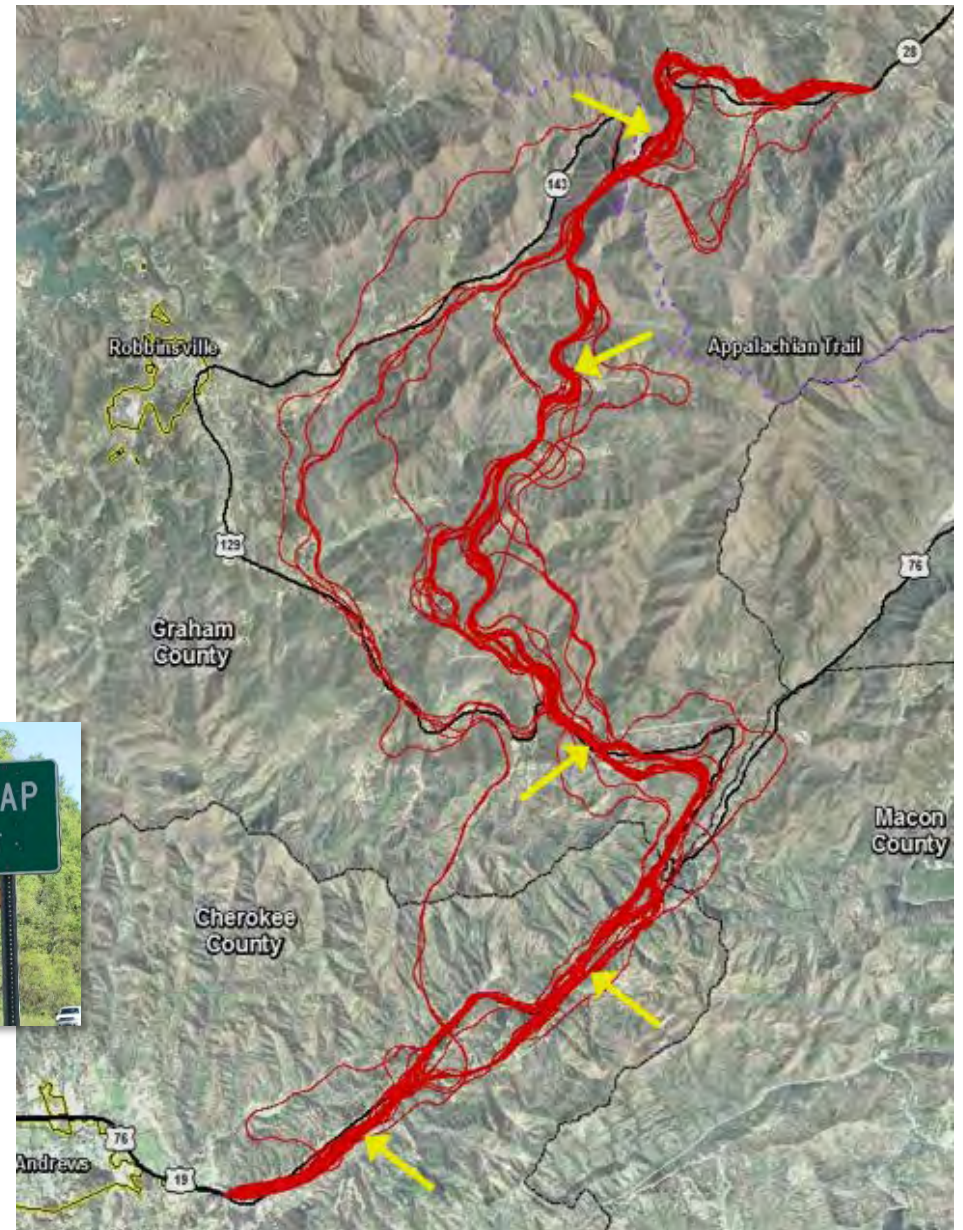 28
143
Robbinsville
Appalachian Trail
129
76
Graham
County
AP
Macon
County
Cherokee
County
76
Andrews
19